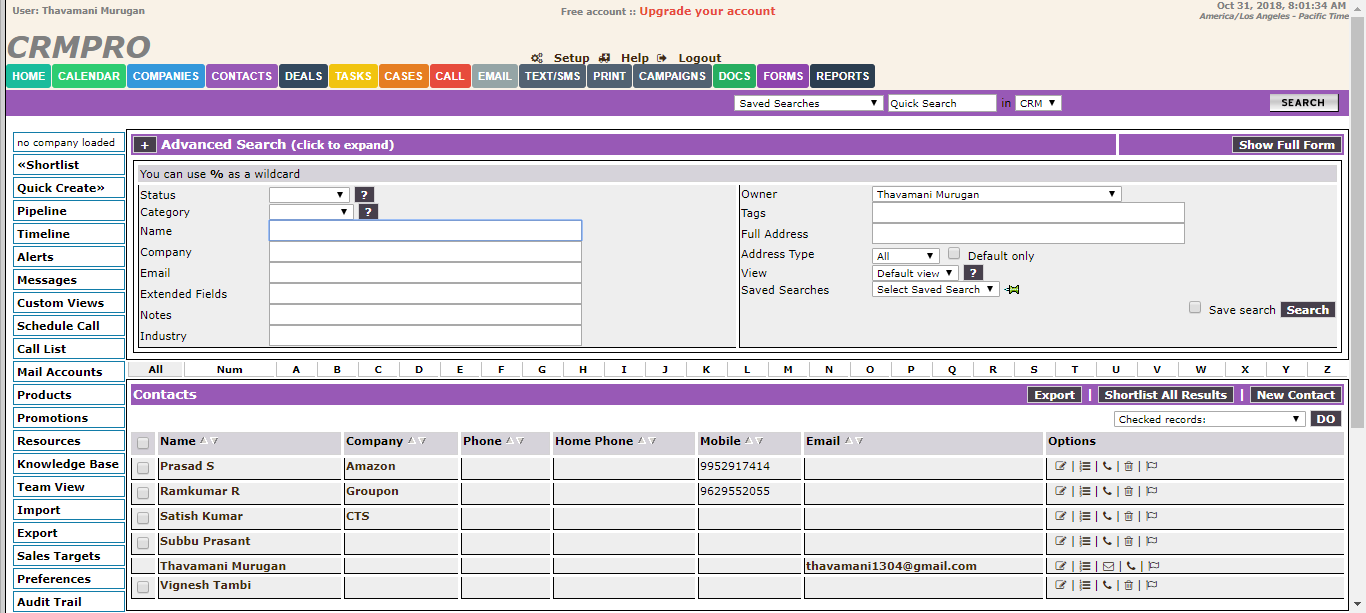 User: Thavamani Murugan
Free account :: Upgrade your account
Oct 31, 2018, 8:01:34 AM
America/Los Angeles - Pacific Time
CRMPRO
Setup Help Logout
HOME CALENDAR COMPANIES CONTACTS DEALS TASKS CASES CALL EMAIL TEXT/SMS PRINT CAMPAIGNS DOCS FORMS REPORTS
Saved Searches Quick Search in CRM SEARCH
no company loaded
«Shortlist
Quick Create»
Pipeline
Timeline
Alerts
Messages
Custom Views
Schedule Call
Call List
Mail Accounts
Products
Promotions
Resources
Knowledge Base
Team View
Import
Export
Sales Targets
Preferences
Audit Trail
+ Advanced Search (click to expand) Show Full Form
You can use % as a wildcard
Status ?
Category ?
Name
Company
Email
Extended Fields
Notes
Industry
Owner Thavamani Murugan
Tags
Full Address
Address Type All Default only
View Default view ?
Saved Searches Select Saved Search
Save search Search
All Num A B C D E F G H I J K L M N O P Q R S T U V W X Y Z
Contacts Export | Shortlist All Results | New Contact
Checked records: DO
Name Company Phone Home Phone Mobile Email Options
Prasad S Amazon 9952917414 | | | |
Ramkumar R Groupon 9629552055 | | | |
Satish Kumar CTS | | | |
Subbu Prasant | | | |
Thavamani Murugan thavamani1304@gmail.com | | | |
Vignesh Tambi | | | |